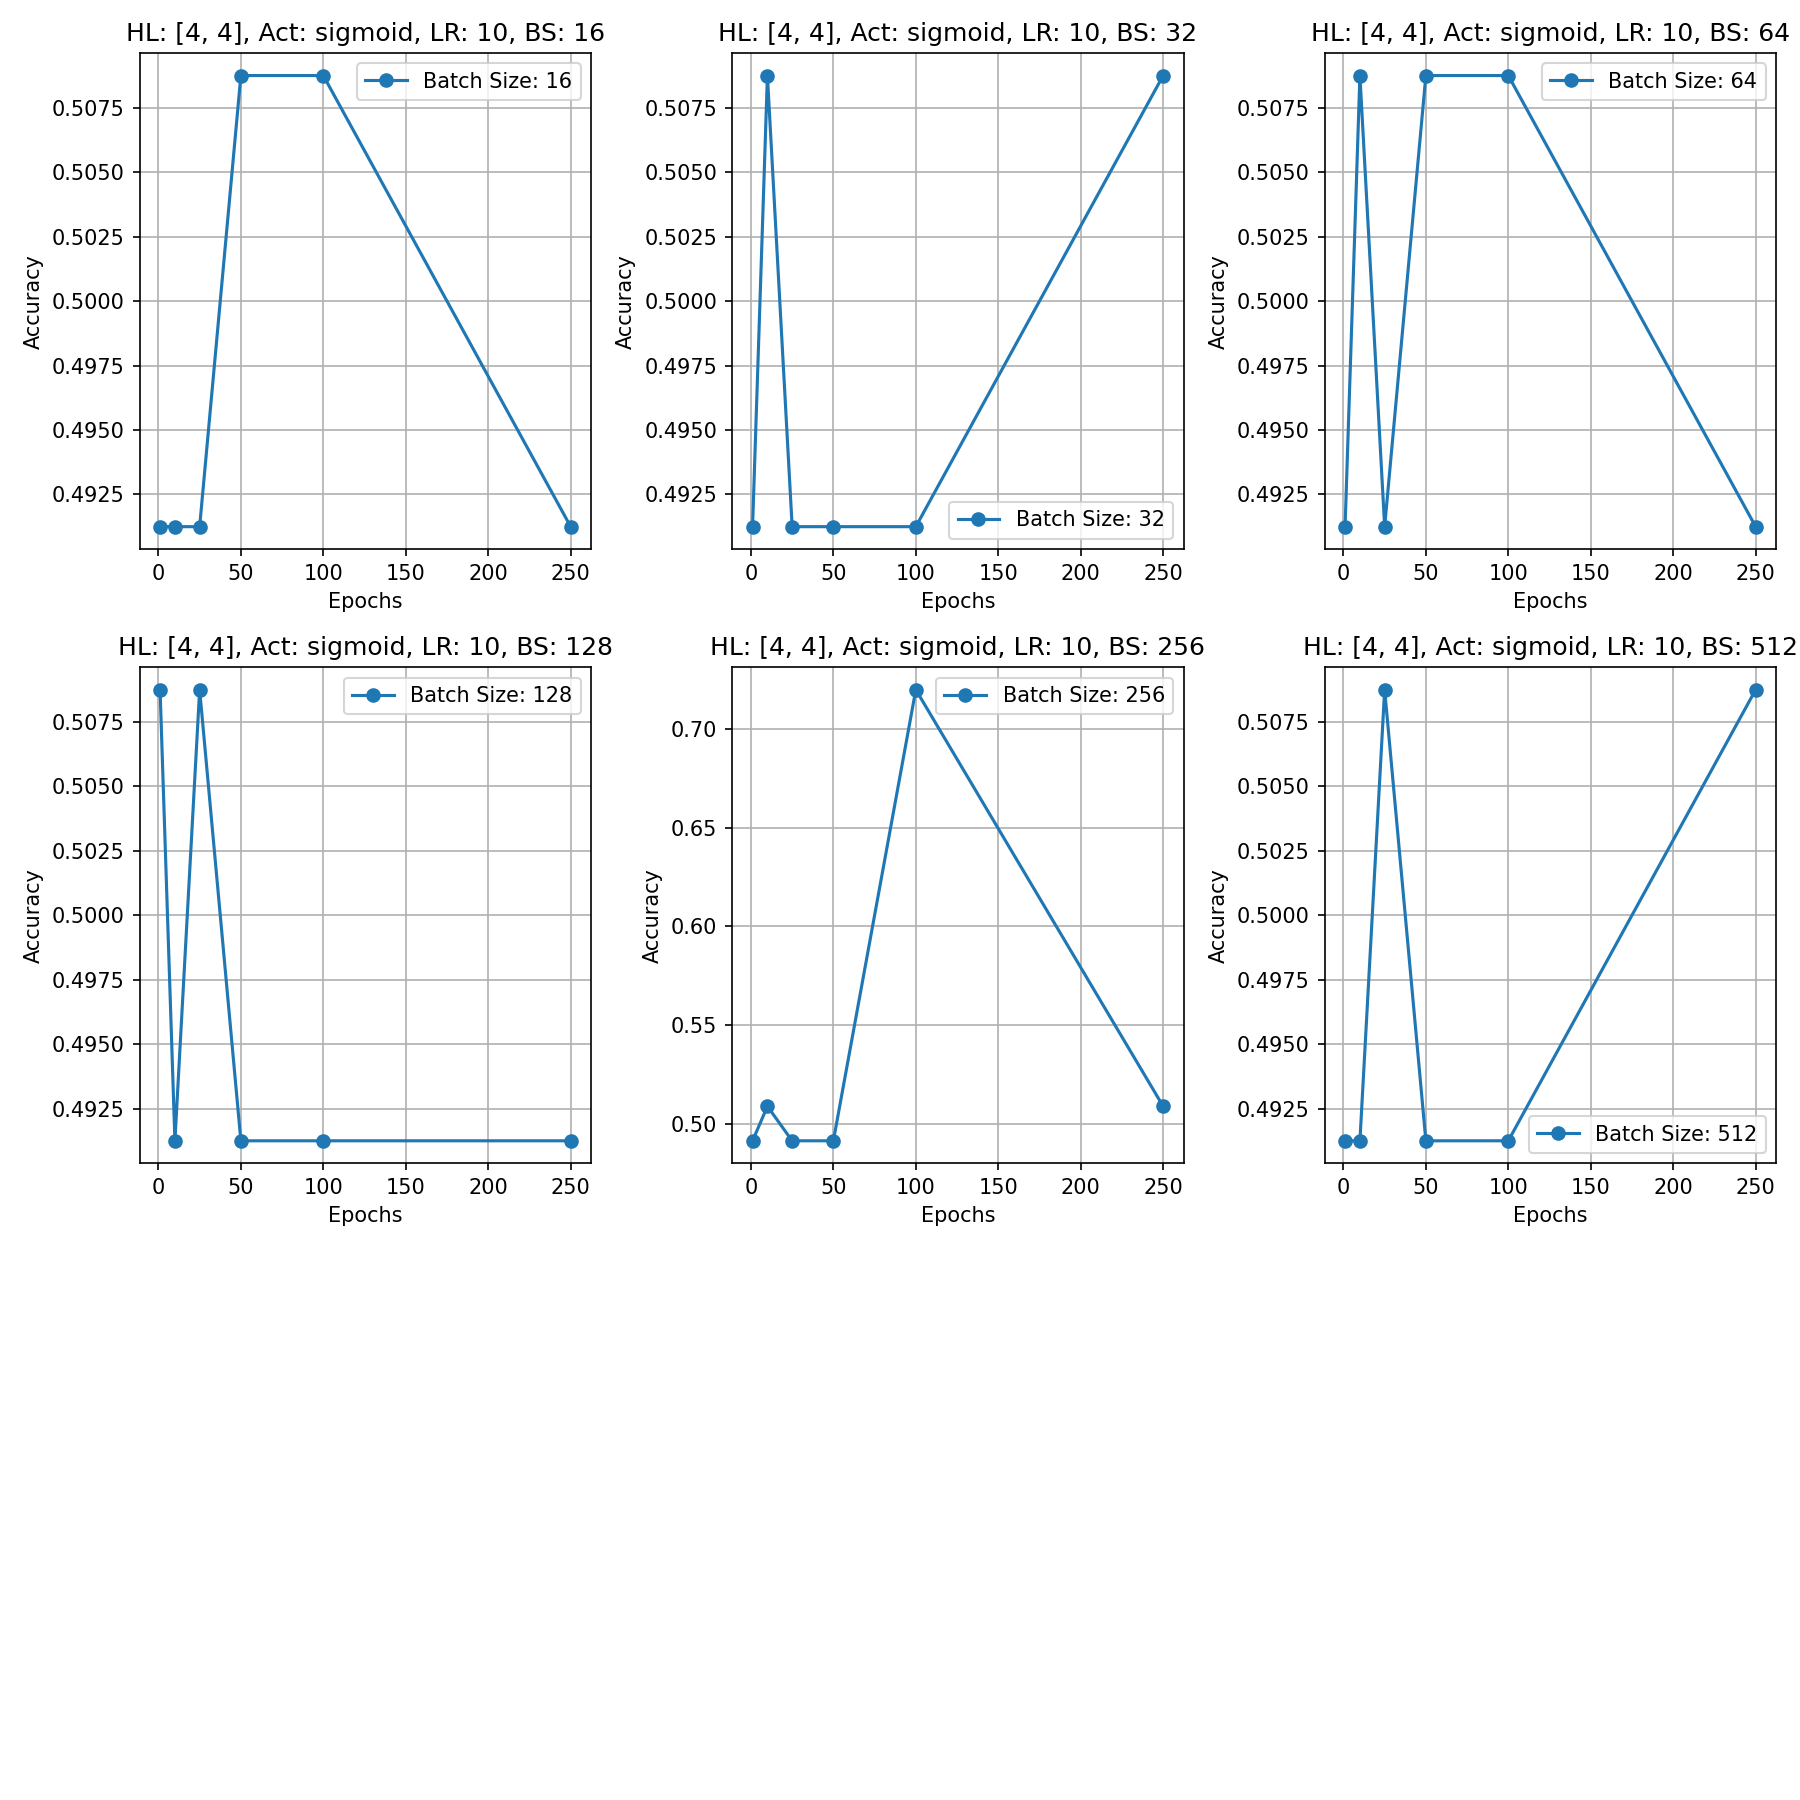 HL: [4, 4], Act: sigmoid, LR: 10, BS: 16
Batch Size: 16
0.5075
0.5050
0.5025
0.5000
0.4975
0.4950
0.4925
Accuracy
0 50 100 150 200 250
Epochs
HL: [4, 4], Act: sigmoid, LR: 10, BS: 32
0.5075
0.5050
0.5025
0.5000
0.4975
0.4950
0.4925
Accuracy
Batch Size: 32
0 50 100 150 200 250
Epochs
HL: [4, 4], Act: sigmoid, LR: 10, BS: 64
Batch Size: 64
0.5075
0.5050
0.5025
0.5000
0.4975
0.4950
0.4925
Accuracy
0 50 100 150 200 250
Epochs
HL: [4, 4], Act: sigmoid, LR: 10, BS: 128
Batch Size: 128
0.5075
0.5050
0.5025
0.5000
0.4975
0.4950
0.4925
Accuracy
0 50 100 150 200 250
Epochs
HL: [4, 4], Act: sigmoid, LR: 10, BS: 256
Batch Size: 256
0.70
0.65
0.60
0.55
0.50
Accuracy
0 50 100 150 200 250
Epochs
HL: [4, 4], Act: sigmoid, LR: 10, BS: 512
0.5075
0.5050
0.5025
0.5000
0.4975
0.4950
0.4925
Accuracy
Batch Size: 512
0 50 100 150 200 250
Epochs